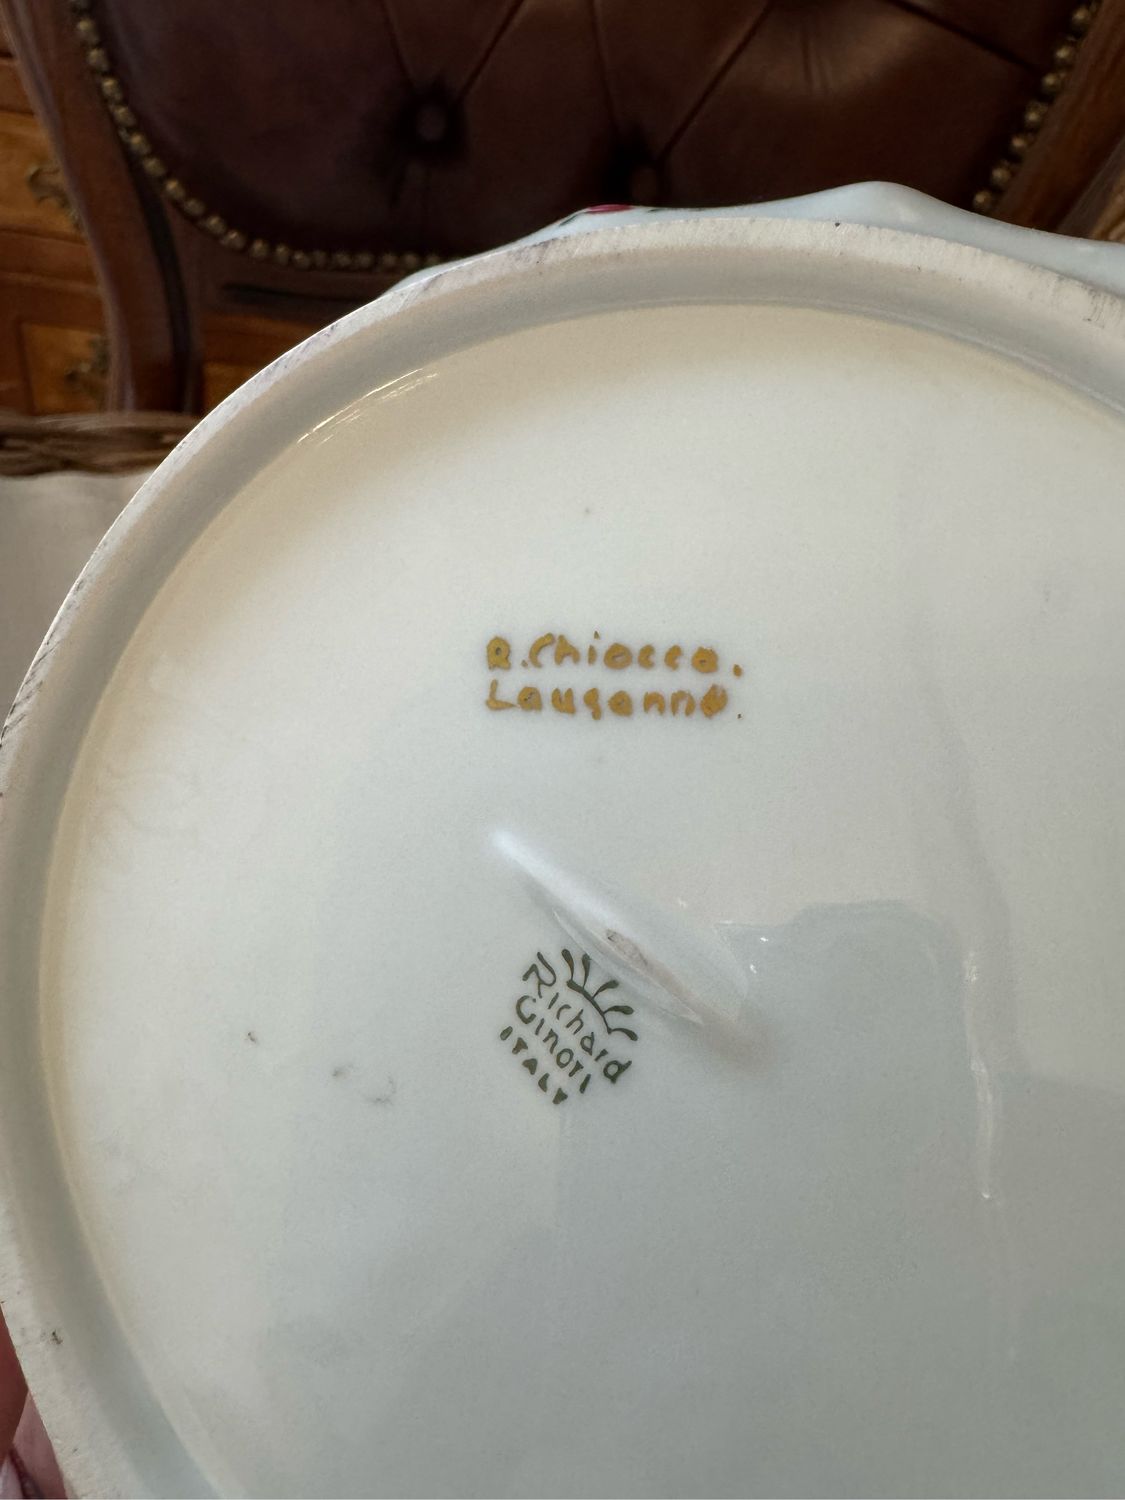 R. Chiocca.
Lausanne.
Richard
Ginori
ITALY